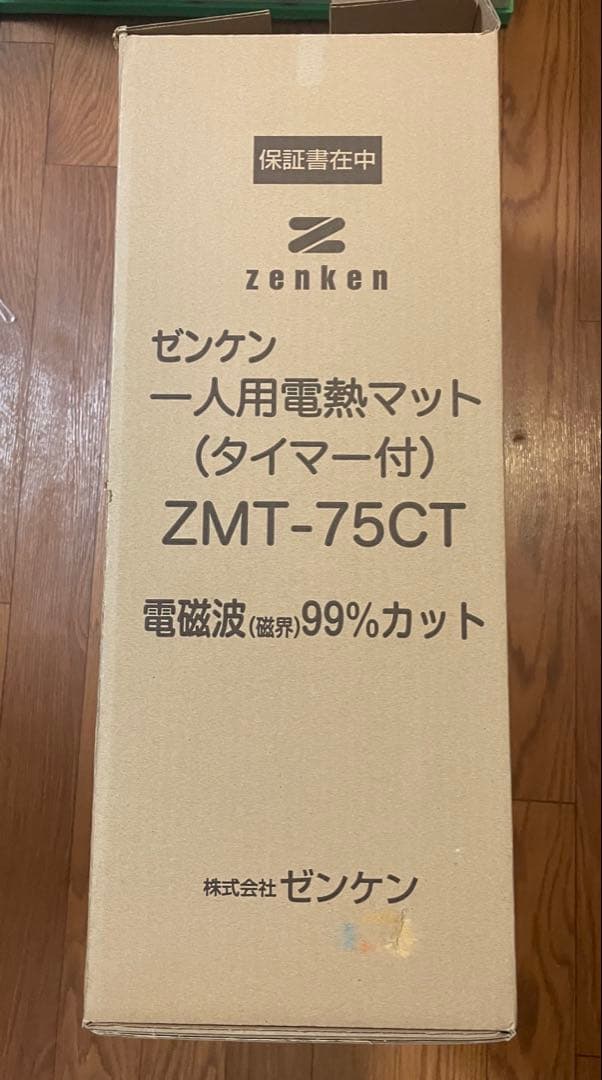 保証書在中
zenken
ゼンケン
一人用電熱マット
（タイマー付）
ZMT-75CT
電磁波(磁界)99%カット
株式会社ゼンケン